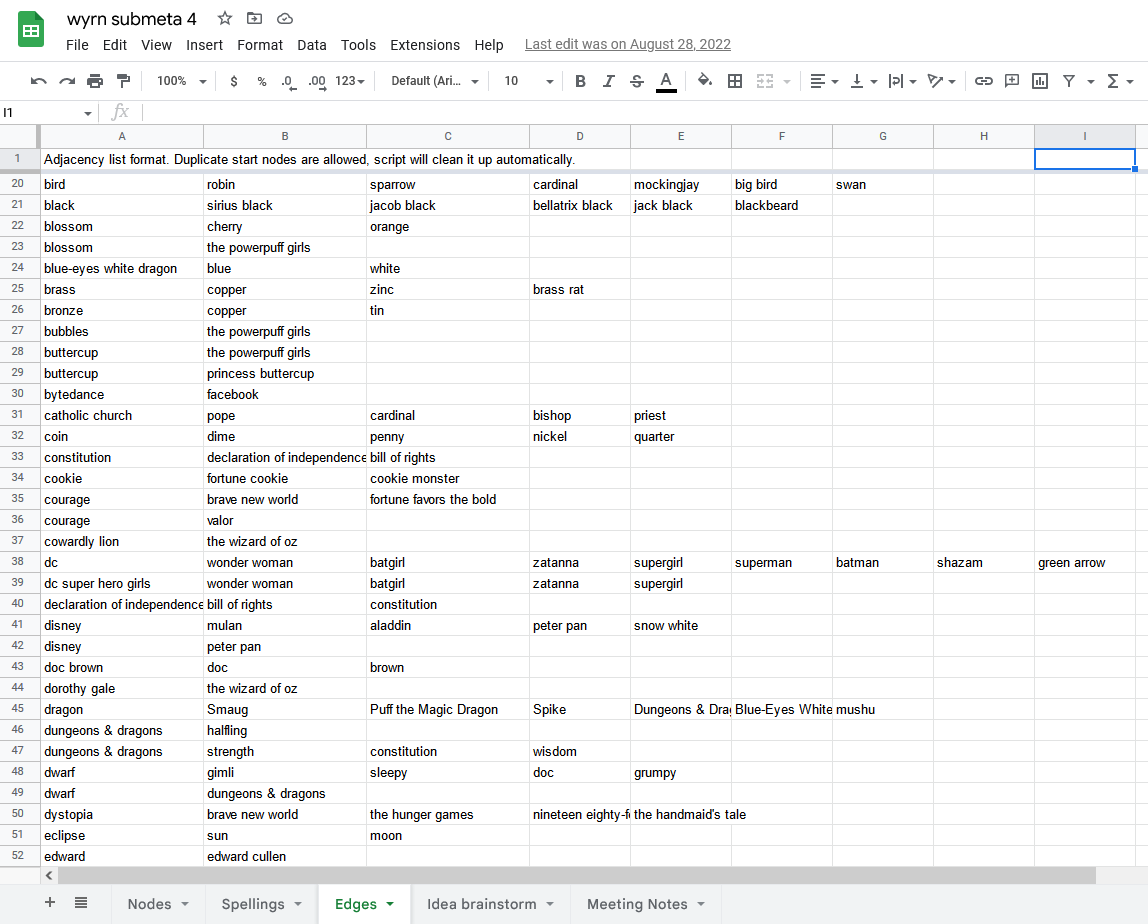 wyrn submeta 4
File Edit View Insert Format Data Tools Extensions Help Last edit was on August 28, 2022
100% $ % .0 .00 123 Default (Ari... 10 B I S A
I1 fx
A B C D E F G H I
1 Adjacency list format. Duplicate start nodes are allowed, script will clean it up automatically.
20 bird robin sparrow cardinal mockingjay big bird swan
21 black sirius black jacob black bellatrix black jack black blackbeard
22 blossom cherry orange
23 blossom the powerpuff girls
24 blue-eyes white dragon blue white
25 brass copper zinc brass rat
26 bronze copper tin
27 bubbles the powerpuff girls
28 buttercup the powerpuff girls
29 buttercup princess buttercup
30 bytedance facebook
31 catholic church pope cardinal bishop priest
32 coin dime penny nickel quarter
33 constitution declaration of independence bill of rights
34 cookie fortune cookie cookie monster
35 courage brave new world fortune favors the bold
36 courage valor
37 cowardly lion the wizard of oz
38 dc wonder woman batgirl zatanna supergirl superman batman shazam green arrow
39 dc super hero girls wonder woman batgirl zatanna supergirl
40 declaration of independence bill of rights constitution
41 disney mulan aladdin peter pan snow white
42 disney peter pan
43 doc brown doc brown
44 dorothy gale the wizard of oz
45 dragon Smaug Puff the Magic Dragon Spike Dungeons & Dra Blue-Eyes White mushu
46 dungeons & dragons halfling
47 dungeons & dragons strength constitution wisdom
48 dwarf gimli sleepy doc grumpy
49 dwarf dungeons & dragons
50 dystopia brave new world the hunger games nineteen eighty-f the handmaid's tale
51 eclipse sun moon
52 edward edward cullen
Nodes Spellings Edges Idea brainstorm Meeting Notes